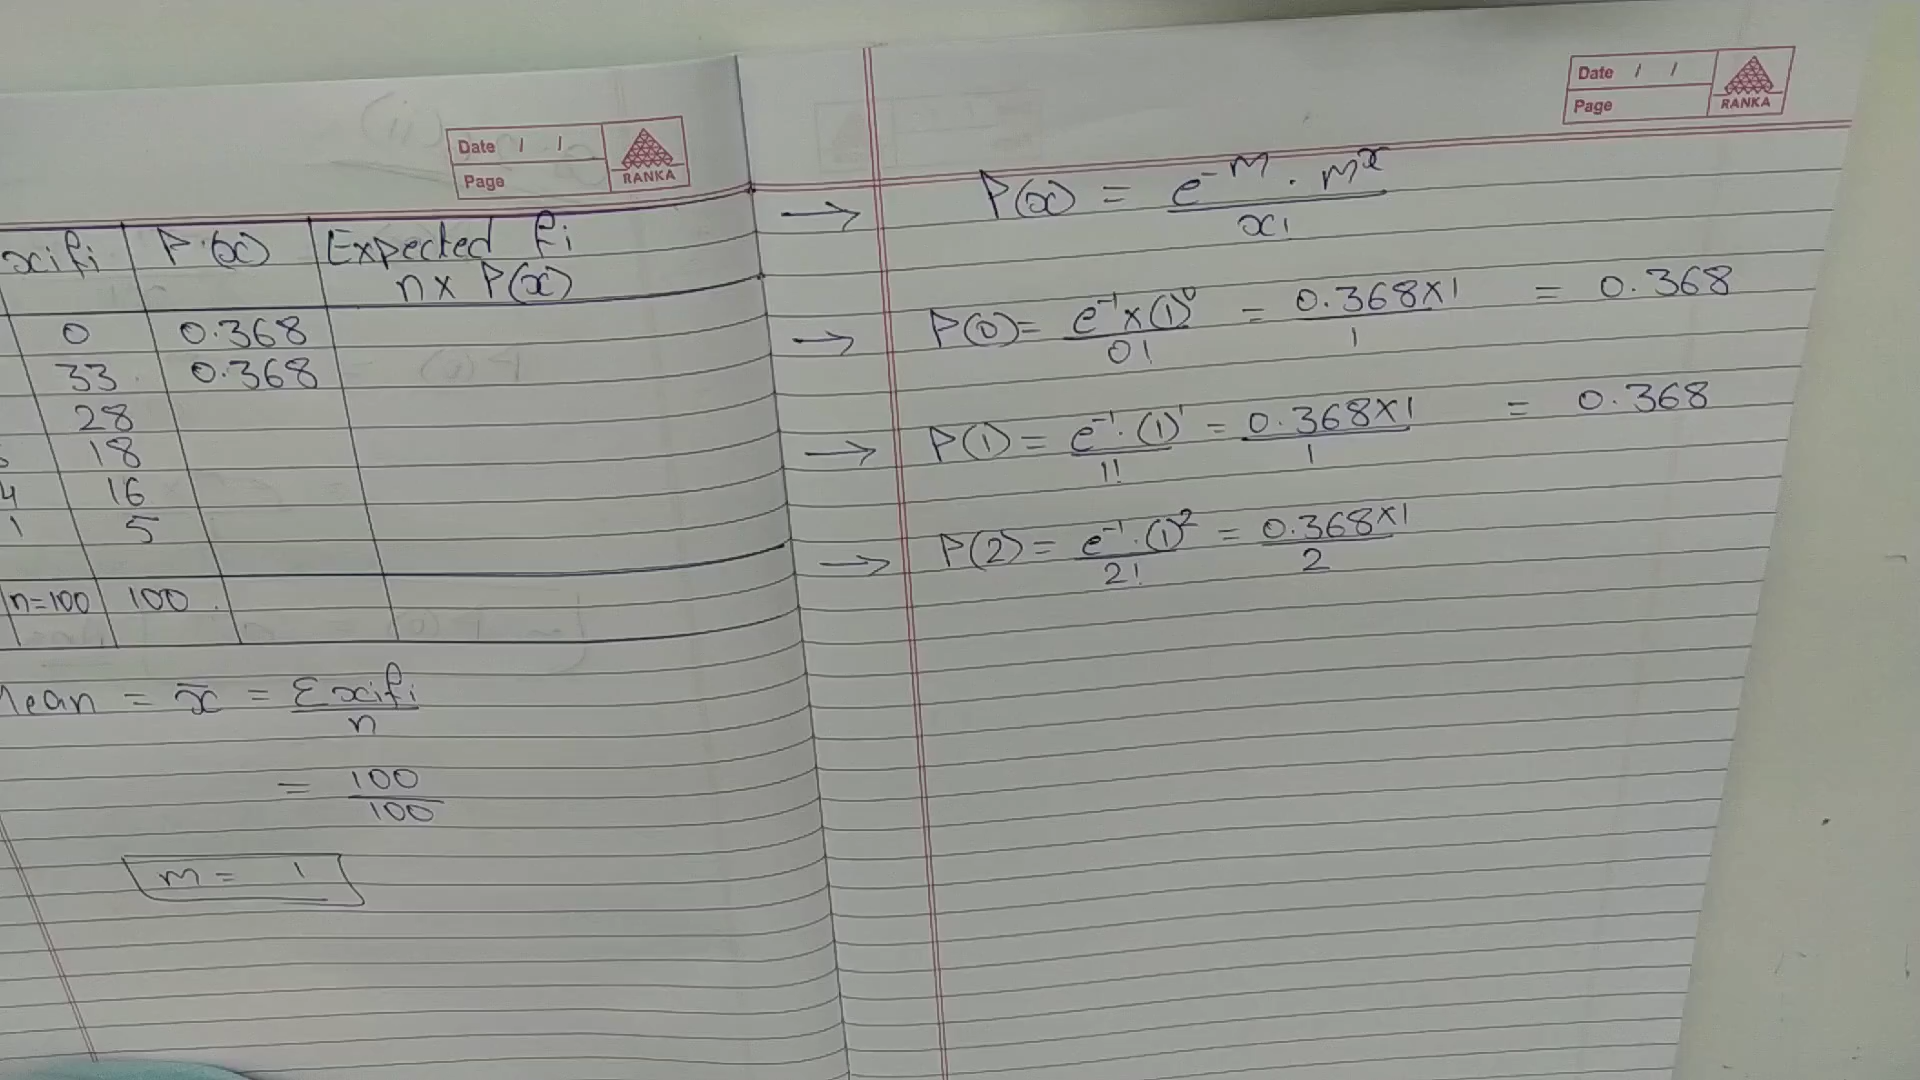 Date / /
Page
RANKA
xifi P(x) Expected fi
n x P(x)
0 0.368
33 0.368
28
18
4 16
1 5
n=100 100
Mean = x̄ = Σxifi / n
= 100 / 100
m = 1
Date / /
Page
RANKA
→ P(x) = e^-m . m^x / x!
→ P(0) = e^-1 x (1)^0 / 0! = 0.368x1 / 1 = 0.368
→ P(1) = e^-1 . (1)^1 / 1! = 0.368x1 / 1 = 0.368
→ P(2) = e^-1 . (1)^2 / 2! = 0.368x1 / 2